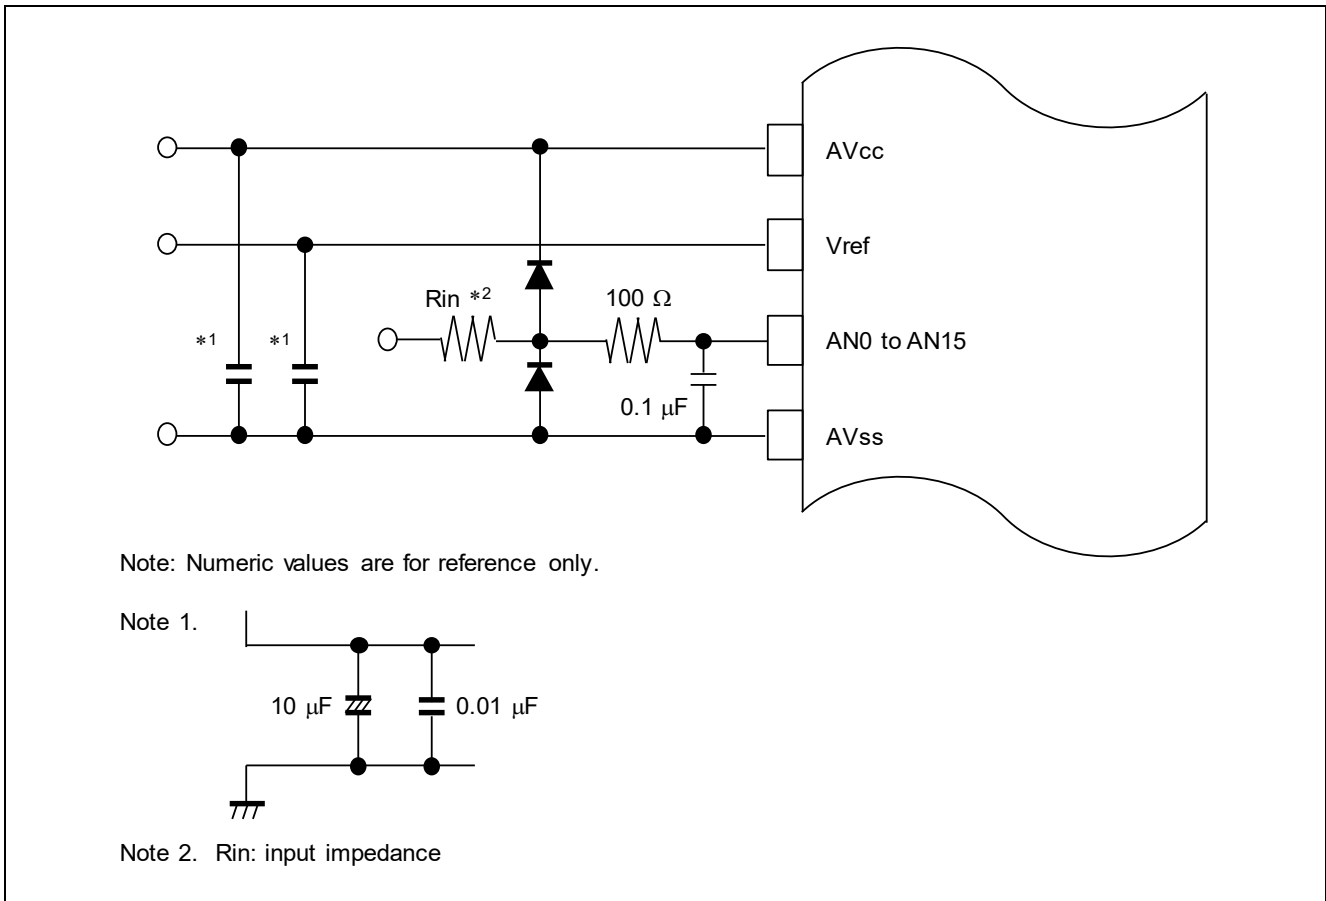 AVcc
Vref
Rin *2
100 Ω
*1
*1
AN0 to AN15
0.1 μF
AVss
Note: Numeric values are for reference only.
Note 1.
10 μF
0.01 μF
Note 2. Rin: input impedance